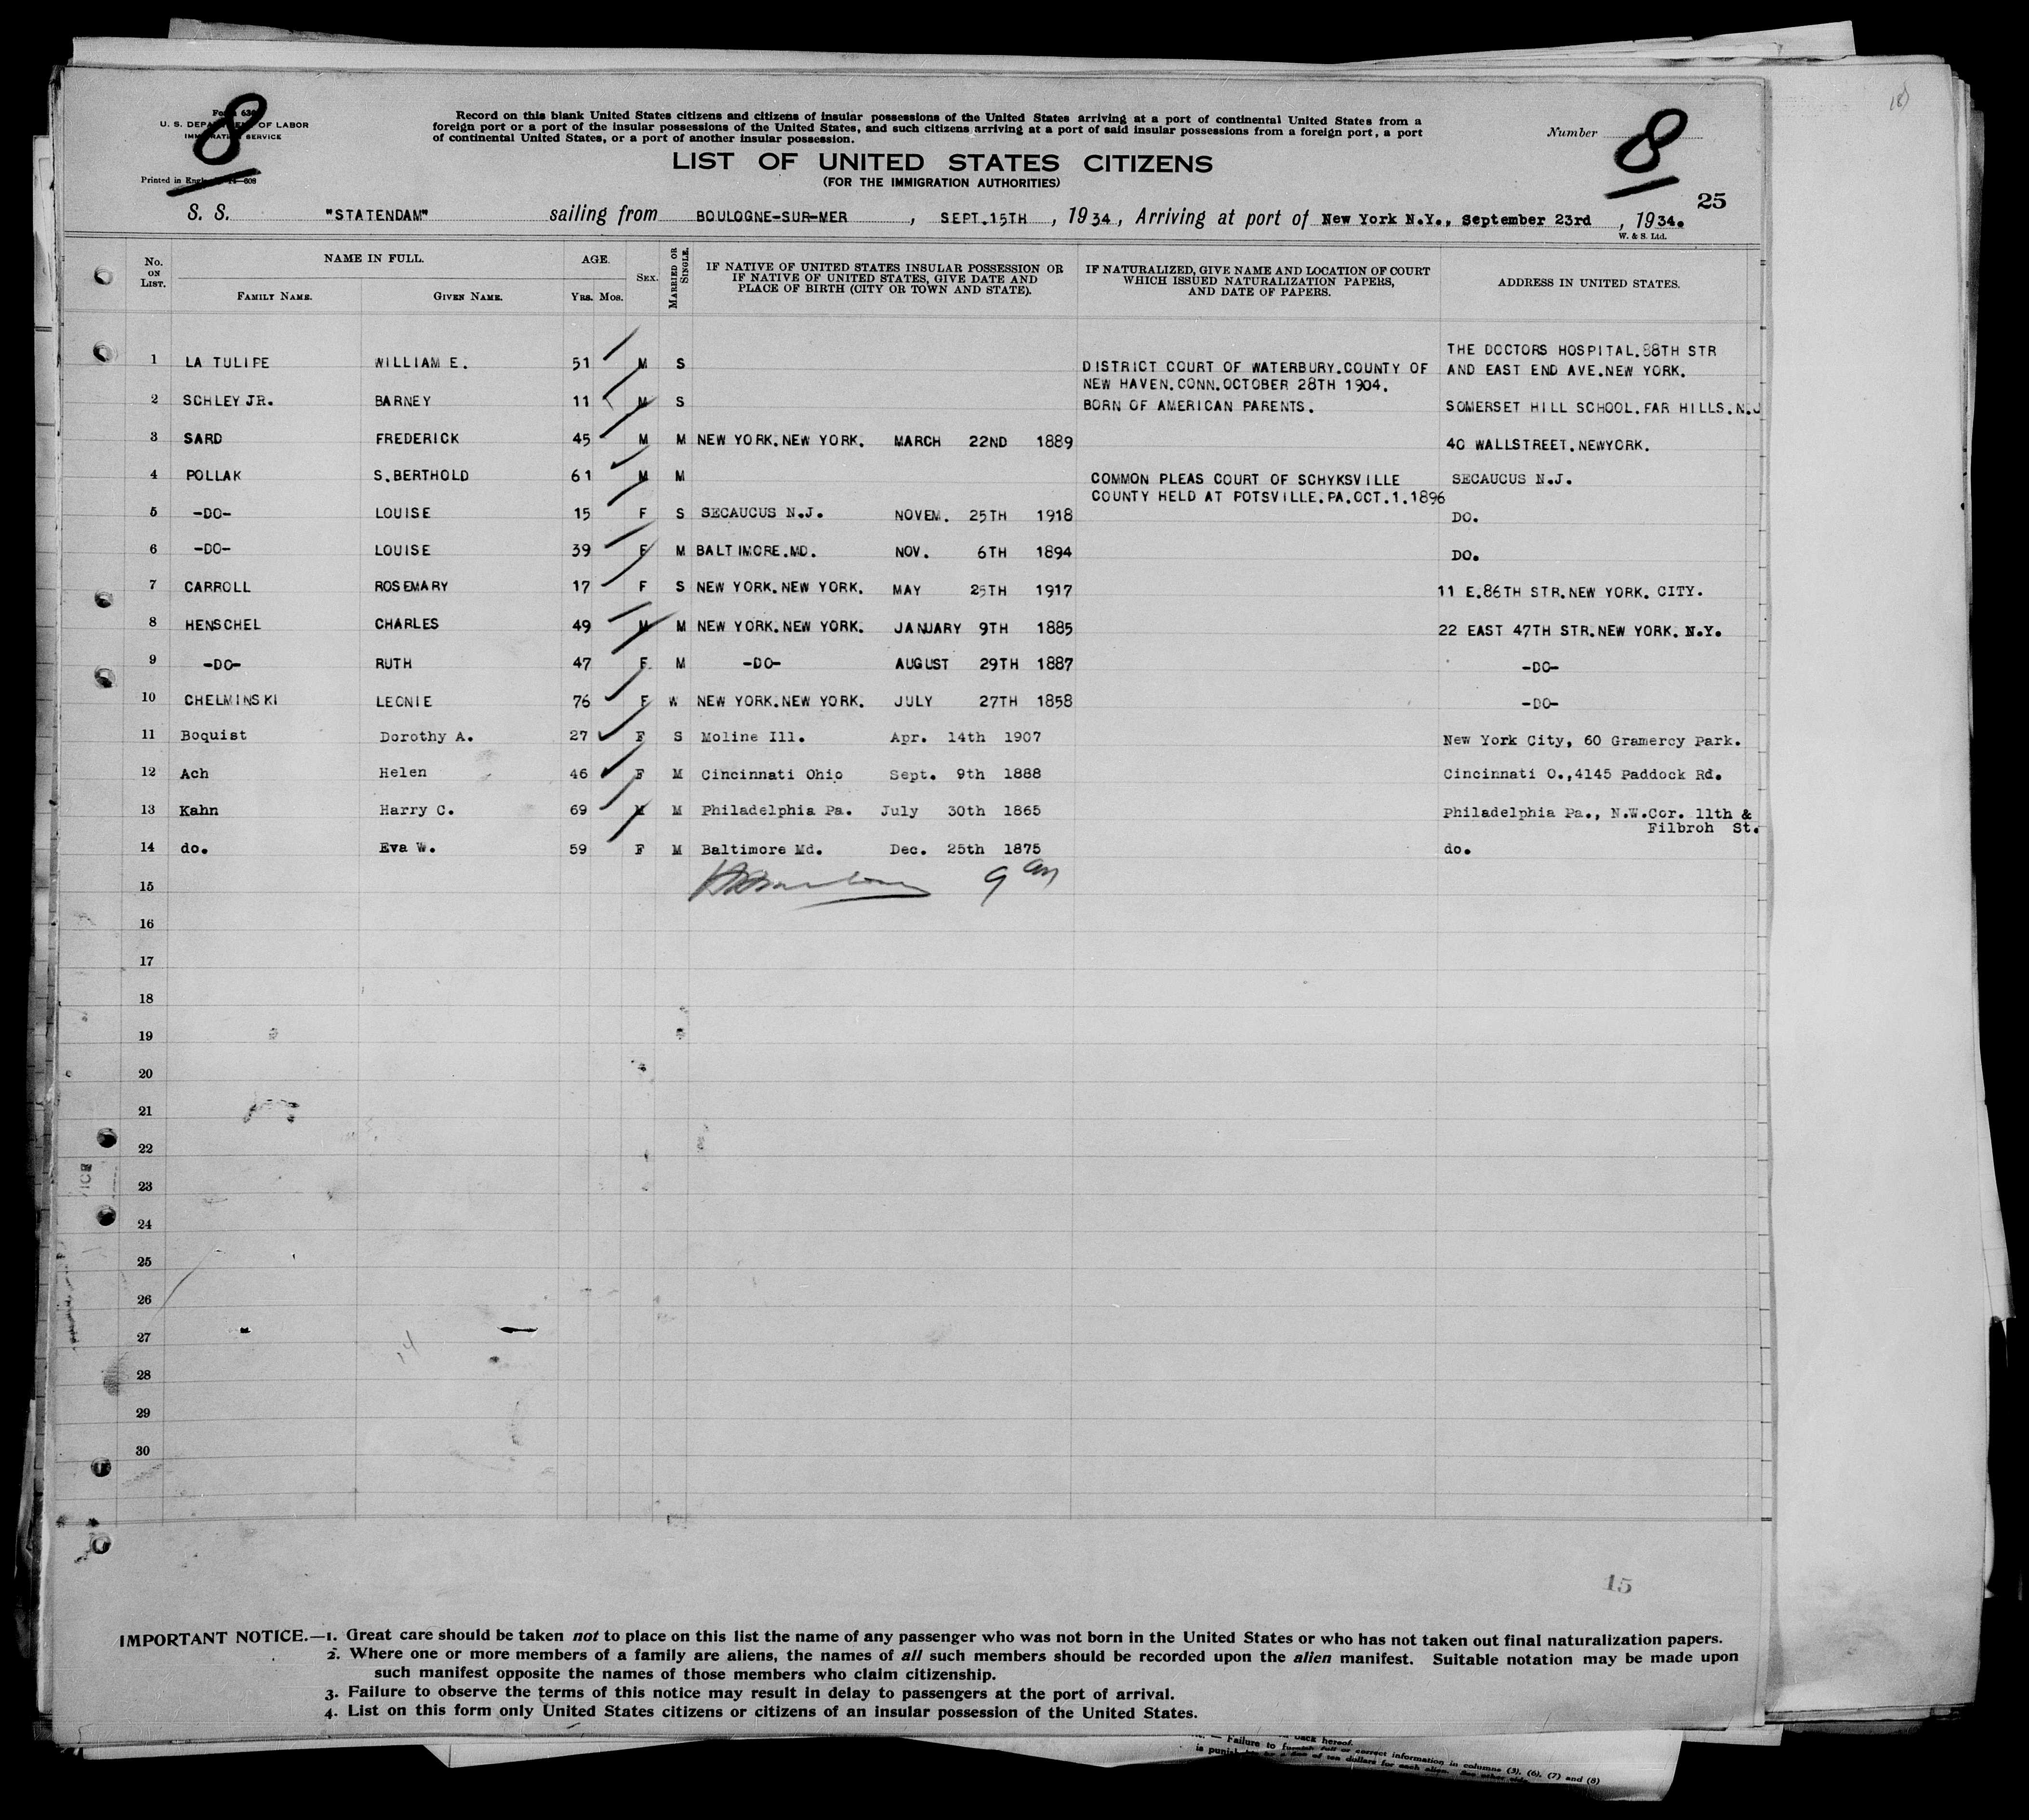 U. S. DEPARTMENT OF LABOR
IMMIGRATION SERVICE
Printed in
8
Record on this blank United States citizens and citizens of insular possessions of the United States arriving at a port of continental United States from a
foreign port or a port of the insular possessions of the United States, and such citizens arriving at a port of said insular possessions from a foreign port, a port
of continental United States, or a port of another insular possession.
Number 8
LIST OF UNITED STATES CITIZENS
(FOR THE IMMIGRATION AUTHORITIES)
25
S. S. "STATENDAM" sailing from BOULOGNE-SUR-MER , SEPT.15TH , 1934, Arriving at port of New York N.Y., September 23rd , 1934.
W. & S. Ltd.
No. ON LIST. NAME IN FULL. AGE. SEX. MARRIED OR SINGLE. IF NATIVE OF UNITED STATES INSULAR POSSESSION OR IF NATIVE OF UNITED STATES, GIVE DATE AND PLACE OF BIRTH (CITY OR TOWN AND STATE). IF NATURALIZED, GIVE NAME AND LOCATION OF COURT WHICH ISSUED NATURALIZATION PAPERS, AND DATE OF PAPERS. ADDRESS IN UNITED STATES.
FAMILY NAME. GIVEN NAME. YRS. MOS.
THE DOCTORS HOSPITAL.88TH STR
1 LA TULIPE WILLIAM E. 51 M S DISTRICT COURT OF WATERBURY.COUNTY OF AND EAST END AVE.NEW YORK.
NEW HAVEN.CONN.OCTOBER 28TH 1904.
2 SCHLEY JR. BARNEY 11 M S BORN OF AMERICAN PARENTS. SOMERSET HILL SCHOOL.FAR HILLS.N.J
3 SARD FREDERICK 45 M M NEW YORK.NEW YORK. MARCH 22ND 1889 40 WALLSTREET.NEWYORK.
4 POLLAK S.BERTHOLD 61 M M COMMON PLEAS COURT OF SCHYKSVILLE SECAUCUS N.J.
COUNTY HELD AT POTSVILLE.PA.OCT.1.1896
5 -DO- LOUISE 15 F S SECAUCUS N.J. NOVEM. 25TH 1918 DO.
6 -DO- LOUISE 39 F M BALTIMORE.MD. NOV. 6TH 1894 DO.
7 CARROLL ROSEMARY 17 F S NEW YORK.NEW YORK. MAY 25TH 1917 11 E.86TH STR.NEW YORK. CITY.
8 HENSCHEL CHARLES 49 M M NEW YORK.NEW YORK. JANUARY 9TH 1885 22 EAST 47TH STR.NEW YORK. N.Y.
9 -DO- RUTH 47 F M -DO- AUGUST 29TH 1887 -DO-
10 CHELMINSKI LEONIE 76 F W NEW YORK.NEW YORK. JULY 27TH 1858 -DO-
11 Boquist Dorothy A. 27 F S Moline Ill. Apr. 14th 1907 New York City, 60 Gramercy Park.
12 Ach Helen 46 F M Cincinnati Ohio Sept. 9th 1888 Cincinnati O.,4145 Paddock Rd.
13 Kahn Harry C. 69 M M Philadelphia Pa. July 30th 1865 Philadelphia Pa., N.W.Cor. 11th &
Filbroh St.
14 do. Eva W. 59 F M Baltimore Md. Dec. 25th 1875 do.
15
16
17
18
19
20
21
22
23
24
25
26
27
28
29
30
14
15
IMPORTANT NOTICE.—1. Great care should be taken not to place on this list the name of any passenger who was not born in the United States or who has not taken out final naturalization papers.
2. Where one or more members of a family are aliens, the names of all such members should be recorded upon the alien manifest. Suitable notation may be made upon
such manifest opposite the names of those members who claim citizenship.
3. Failure to observe the terms of this notice may result in delay to passengers at the port of arrival.
4. List on this form only United States citizens or citizens of an insular possession of the United States.
back hereof.
Failure to furnish full or correct information in columns (3), (6), (7) and (8)
of ten dollars for each alien.